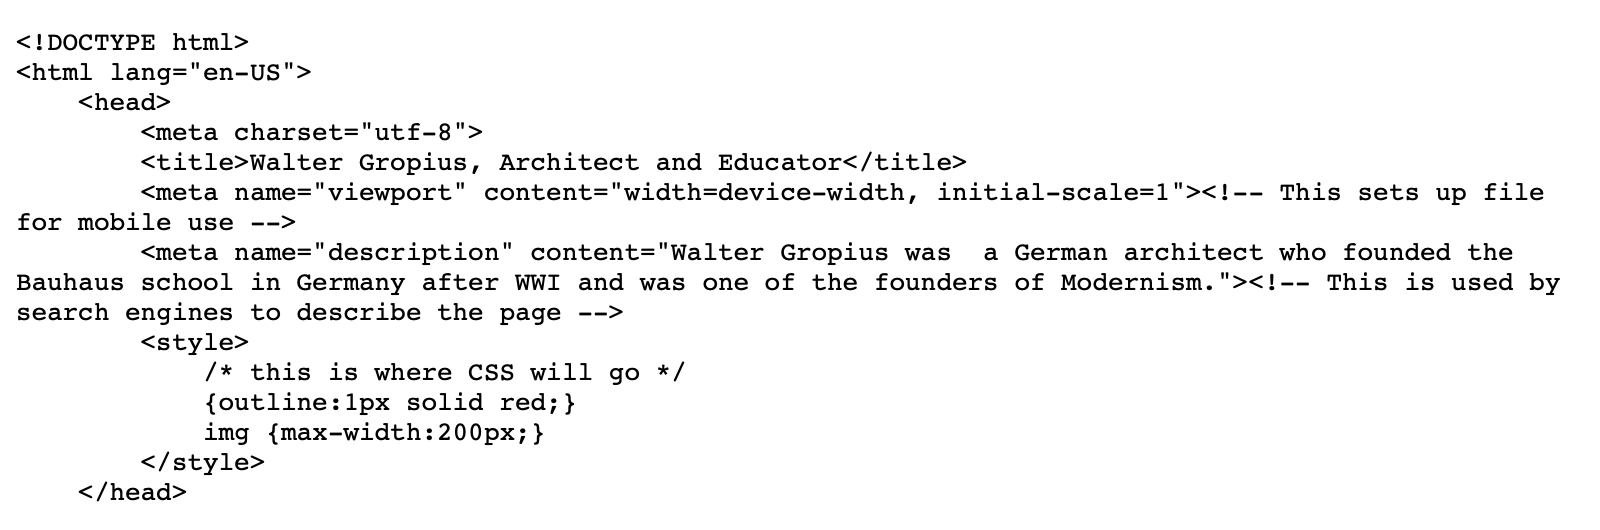 <!DOCTYPE html>
<html lang="en-US">
    <head>
        <meta charset="utf-8">
        <title>Walter Gropius, Architect and Educator</title>
        <meta name="viewport" content="width=device-width, initial-scale=1"><!-- This sets up file
for mobile use -->
        <meta name="description" content="Walter Gropius was  a German architect who founded the
Bauhaus school in Germany after WWI and was one of the founders of Modernism."><!-- This is used by
search engines to describe the page -->
        <style>
            /* this is where CSS will go */
            {outline:1px solid red;}
            img {max-width:200px;}
        </style>
    </head>